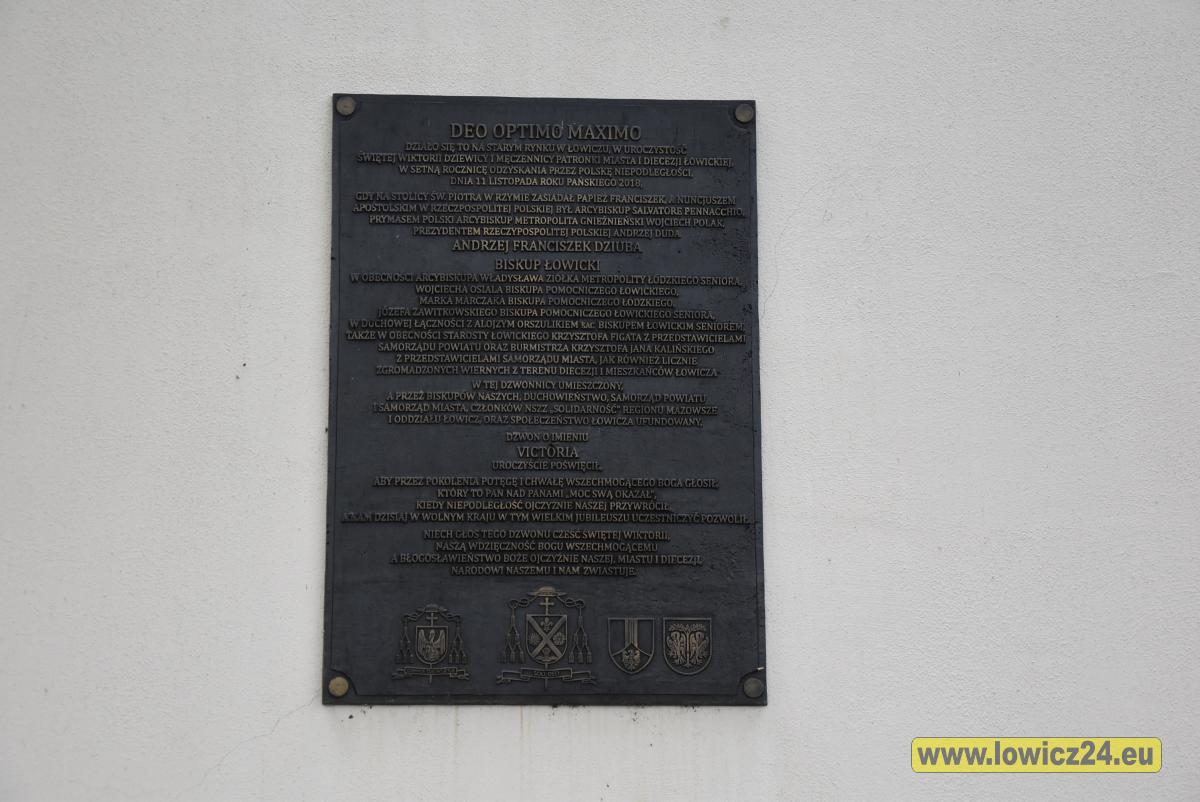 DEO OPTIMO MAXIMO
DZIAŁO SIĘ TO NA STARYM RYNKU W ŁOWICZU, W UROCZYSTOŚĆ
ŚWIĘTEJ WIKTORII DZIEWICY I MĘCZENNICY PATRONKI MIASTA I DIECEZJI ŁOWICKIEJ,
W SETNĄ ROCZNICĘ ODZYSKANIA PRZEZ POLSKĘ NIEPODLEGŁOŚCI,
DNIA 11 LISTOPADA ROKU PAŃSKIEGO 2018,
GDY NA STOLICY ŚW. PIOTRA W RZYMIE ZASIADAŁ PAPIEŻ FRANCISZEK, A NUNCJUSZEM
APOSTOLSKIM W RZECZPOSPOLITEJ POLSKIEJ BYŁ ARCYBISKUP SALVATORE PENNACCHIO,
PRYMASEM POLSKI ARCYBISKUP METROPOLITA GNIEŹNIEŃSKI WOJCIECH POLAK,
PREZYDENTEM RZECZYPOSPOLITEJ POLSKIEJ ANDRZEJ DUDA
ANDRZEJ FRANCISZEK DZIUBA
BISKUP ŁOWICKI
W OBECNOŚCI ARCYBISKUPA WŁADYSŁAWA ZIÓŁKA METROPOLITY ŁÓDZKIEGO SENIORA,
WOJCIECHA OSIALA BISKUPA POMOCNICZEGO ŁOWICKIEGO,
MARKA MARCZAKA BISKUPA POMOCNICZEGO ŁÓDZKIEGO,
JÓZEFA ZAWITKOWSKIEGO BISKUPA POMOCNICZEGO ŁOWICKIEGO SENIORA,
W DUCHOWEJ ŁĄCZNOŚCI Z ALOJZYM ORSZULIKIEM SAC BISKUPEM ŁOWICKIM SENIOREM,
TAKŻE W OBECNOŚCI STAROSTY ŁOWICKIEGO KRZYSZTOFA FIGATA Z PRZEDSTAWICIELAMI
SAMORZĄDU POWIATU ORAZ BURMISTRZA KRZYSZTOFA JANA KALIŃSKIEGO
Z PRZEDSTAWICIELAMI SAMORZĄDU MIASTA, JAK RÓWNIEŻ LICZNIE
ZGROMADZONYCH WIERNYCH Z TERENU DIECEZJI I MIESZKAŃCÓW ŁOWICZA
W TEJ DZWONNICY UMIESZCZONY,
A PRZEZ BISKUPÓW NASZYCH, DUCHOWIEŃSTWO, SAMORZĄD POWIATU
I SAMORZĄD MIASTA, CZŁONKÓW NSZZ „SOLIDARNOŚĆ" REGIONU MAZOWSZE
I ODDZIAŁU ŁOWICZ, ORAZ SPOŁECZEŃSTWO ŁOWICZA UFUNDOWANY,
DZWON O IMIENIU
VICTORIA
UROCZYŚCIE POŚWIĘCIŁ,
ABY PRZEZ POKOLENIA POTĘGĘ I CHWAŁĘ WSZECHMOGĄCEGO BOGA GŁOSIŁ,
KTÓRY TO PAN NAD PANAMI „MOC SWĄ OKAZAŁ",
KIEDY NIEPODLEGŁOŚĆ OJCZYZNIE NASZEJ PRZYWRÓCIŁ,
A NAM DZISIAJ W WOLNYM KRAJU W TYM WIELKIM JUBILEUSZU UCZESTNICZYĆ POZWOLIŁ.
NIECH GŁOS TEGO DZWONU CZEŚĆ ŚWIĘTEJ WIKTORII,
NASZĄ WDZIĘCZNOŚĆ BOGU WSZECHMOGĄCEMU
A BŁOGOSŁAWIEŃSTWO BOŻE OJCZYŹNIE NASZEJ, MIASTU I DIECEZJI,
NARODOWI NASZEMU I NAM ZWIASTUJE.
SOLI DEO
www.lowicz24.eu